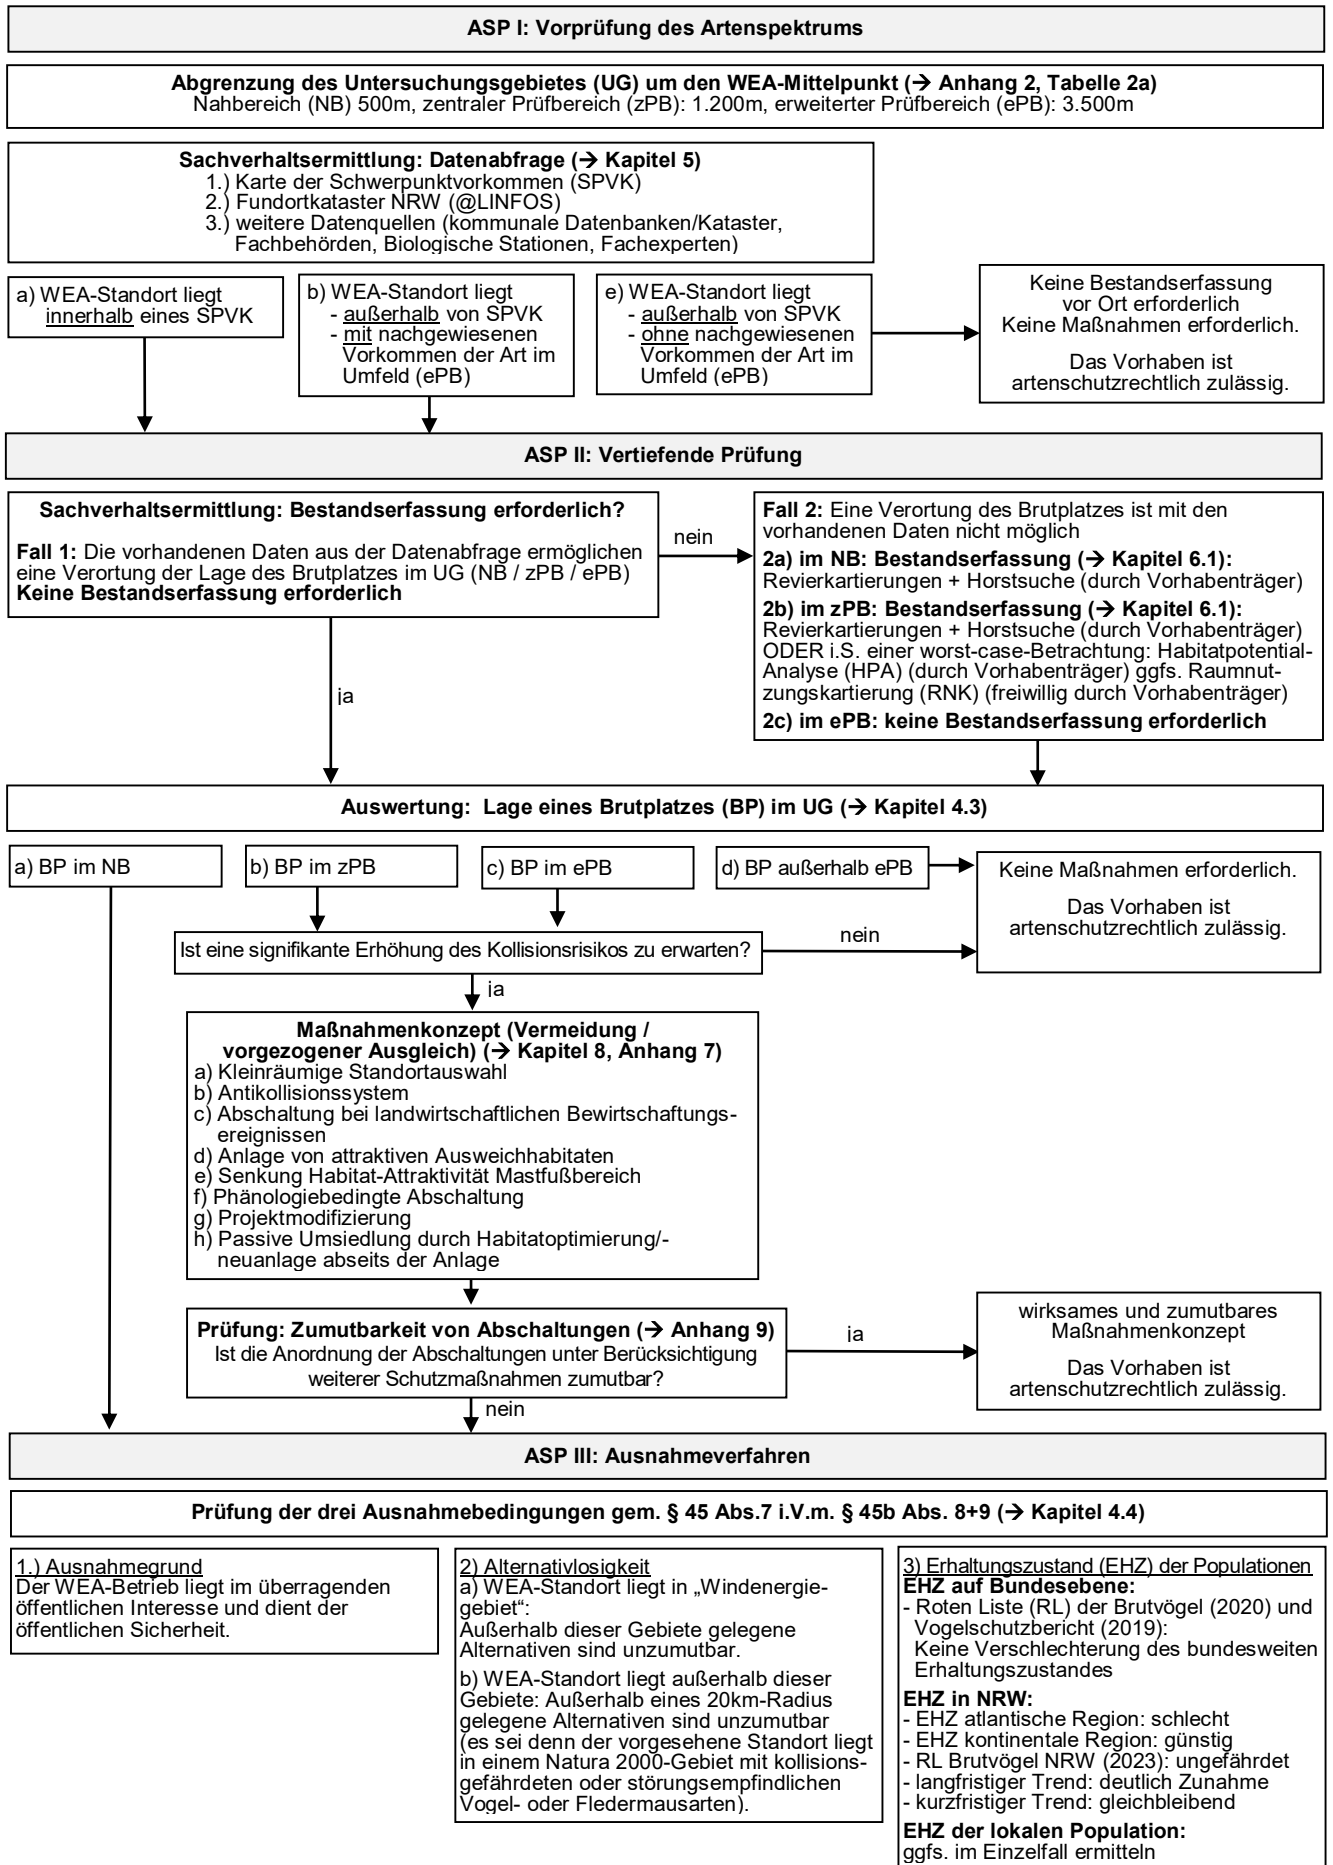 ASP I: Vorprüfung des Artenspektrums
Abgrenzung des Untersuchungsgebietes (UG) um den WEA-Mittelpunkt (→ Anhang 2, Tabelle 2a)
Nahbereich (NB) 500m, zentraler Prüfbereich (zPB): 1.200m, erweiterter Prüfbereich (ePB): 3.500m
Sachverhaltsermittlung: Datenabfrage (→ Kapitel 5)
1.) Karte der Schwerpunktvorkommen (SPVK)
2.) Fundortkataster NRW (@LINFOS)
3.) weitere Datenquellen (kommunale Datenbanken/Kataster,
Fachbehörden, Biologische Stationen, Fachexperten)
a) WEA-Standort liegt
innerhalb eines SPVK
b) WEA-Standort liegt
- außerhalb von SPVK
- mit nachgewiesenen
Vorkommen der Art im
Umfeld (ePB)
e) WEA-Standort liegt
- außerhalb von SPVK
- ohne nachgewiesenen
Vorkommen der Art im
Umfeld (ePB)
Keine Bestandserfassung
vor Ort erforderlich
Keine Maßnahmen erforderlich.
Das Vorhaben ist
artenschutzrechtlich zulässig.
ASP II: Vertiefende Prüfung
Sachverhaltsermittlung: Bestandserfassung erforderlich?
Fall 1: Die vorhandenen Daten aus der Datenabfrage ermöglichen
eine Verortung der Lage des Brutplatzes im UG (NB / zPB / ePB)
Keine Bestandserfassung erforderlich
nein
Fall 2: Eine Verortung des Brutplatzes ist mit den
vorhandenen Daten nicht möglich
2a) im NB: Bestandserfassung (→ Kapitel 6.1):
Revierkartierungen + Horstsuche (durch Vorhabenträger)
2b) im zPB: Bestandserfassung (→ Kapitel 6.1):
Revierkartierungen + Horstsuche (durch Vorhabenträger)
ODER i.S. einer worst-case-Betrachtung: Habitatpotential-
Analyse (HPA) (durch Vorhabenträger) ggfs. Raumnut-
zungskartierung (RNK) (freiwillig durch Vorhabenträger)
2c) im ePB: keine Bestandserfassung erforderlich
ja
Auswertung: Lage eines Brutplatzes (BP) im UG (→ Kapitel 4.3)
a) BP im NB
b) BP im zPB
c) BP im ePB
d) BP außerhalb ePB
Keine Maßnahmen erforderlich.
Das Vorhaben ist
artenschutzrechtlich zulässig.
Ist eine signifikante Erhöhung des Kollisionsrisikos zu erwarten?
nein
ja
Maßnahmenkonzept (Vermeidung /
vorgezogener Ausgleich) (→ Kapitel 8, Anhang 7)
a) Kleinräumige Standortauswahl
b) Antikollisionssystem
c) Abschaltung bei landwirtschaftlichen Bewirtschaftungs-
ereignissen
d) Anlage von attraktiven Ausweichhabitaten
e) Senkung Habitat-Attraktivität Mastfußbereich
f) Phänologiebedingte Abschaltung
g) Projektmodifizierung
h) Passive Umsiedlung durch Habitatoptimierung/-
neuanlage abseits der Anlage
Prüfung: Zumutbarkeit von Abschaltungen (→ Anhang 9)
Ist die Anordnung der Abschaltungen unter Berücksichtigung
weiterer Schutzmaßnahmen zumutbar?
ja
wirksames und zumutbares
Maßnahmenkonzept
Das Vorhaben ist
artenschutzrechtlich zulässig.
nein
ASP III: Ausnahmeverfahren
Prüfung der drei Ausnahmebedingungen gem. § 45 Abs.7 i.V.m. § 45b Abs. 8+9 (→ Kapitel 4.4)
1.) Ausnahmegrund
Der WEA-Betrieb liegt im überragenden
öffentlichen Interesse und dient der
öffentlichen Sicherheit.
2) Alternativlosigkeit
a) WEA-Standort liegt in „Windenergie-
gebiet“:
Außerhalb dieser Gebiete gelegene
Alternativen sind unzumutbar.
b) WEA-Standort liegt außerhalb dieser
Gebiete: Außerhalb eines 20km-Radius
gelegene Alternativen sind unzumutbar
(es sei denn der vorgesehene Standort liegt
in einem Natura 2000-Gebiet mit kollisions-
gefährdeten oder störungsempfindlichen
Vogel- oder Fledermausarten).
3) Erhaltungszustand (EHZ) der Populationen
EHZ auf Bundesebene:
- Roten Liste (RL) der Brutvögel (2020) und
Vogelschutzbericht (2019):
Keine Verschlechterung des bundesweiten
Erhaltungszustandes
EHZ in NRW:
- EHZ atlantische Region: schlecht
- EHZ kontinentale Region: günstig
- RL Brutvögel NRW (2023): ungefährdet
- langfristiger Trend: deutlich Zunahme
- kurzfristiger Trend: gleichbleibend
EHZ der lokalen Population:
ggfs. im Einzelfall ermitteln